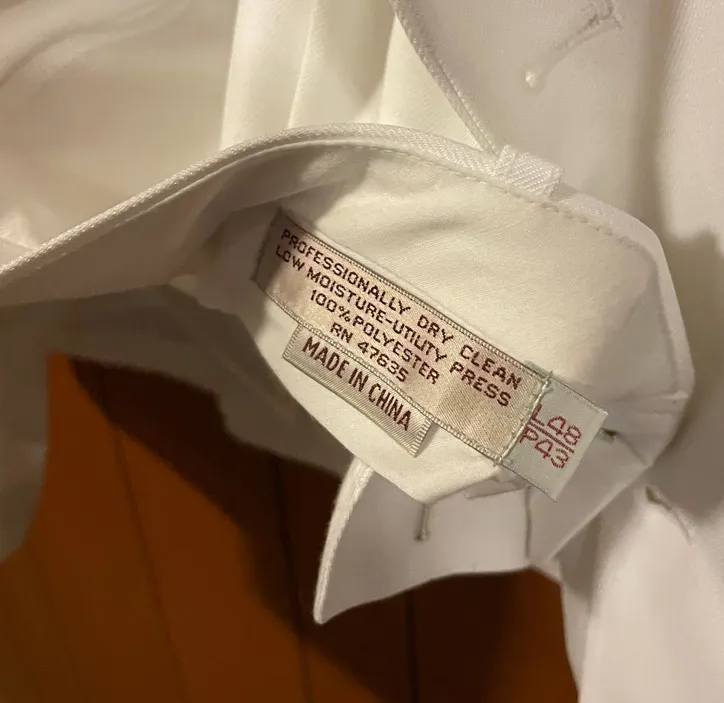 PROFESSIONALLY DRY CLEAN
LOW MOISTURE-UTILITY PRESS
100% POLYESTER
RN 47635
MADE IN CHINA
L48
P43